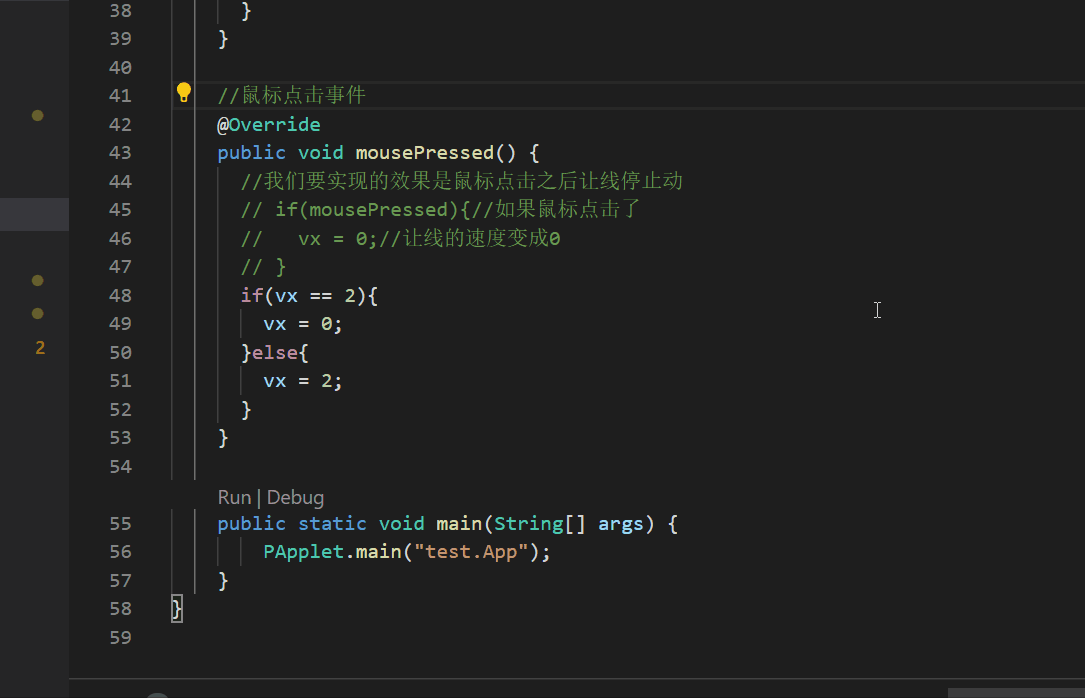 38 }
39 }
40
41 //鼠标点击事件
42 @Override
43 public void mousePressed() {
44 //我们要实现的效果是鼠标点击之后让线停止动
45 // if(mousePressed){//如果鼠标点击了
46 // vx = 0;//让线的速度变成0
47 // }
48 if(vx == 2){
49 vx = 0;
2 50 }else{
51 vx = 2;
52 }
53 }
54
Run | Debug
55 public static void main(String[] args) {
56 PApplet.main("test.App");
57 }
58 }
59